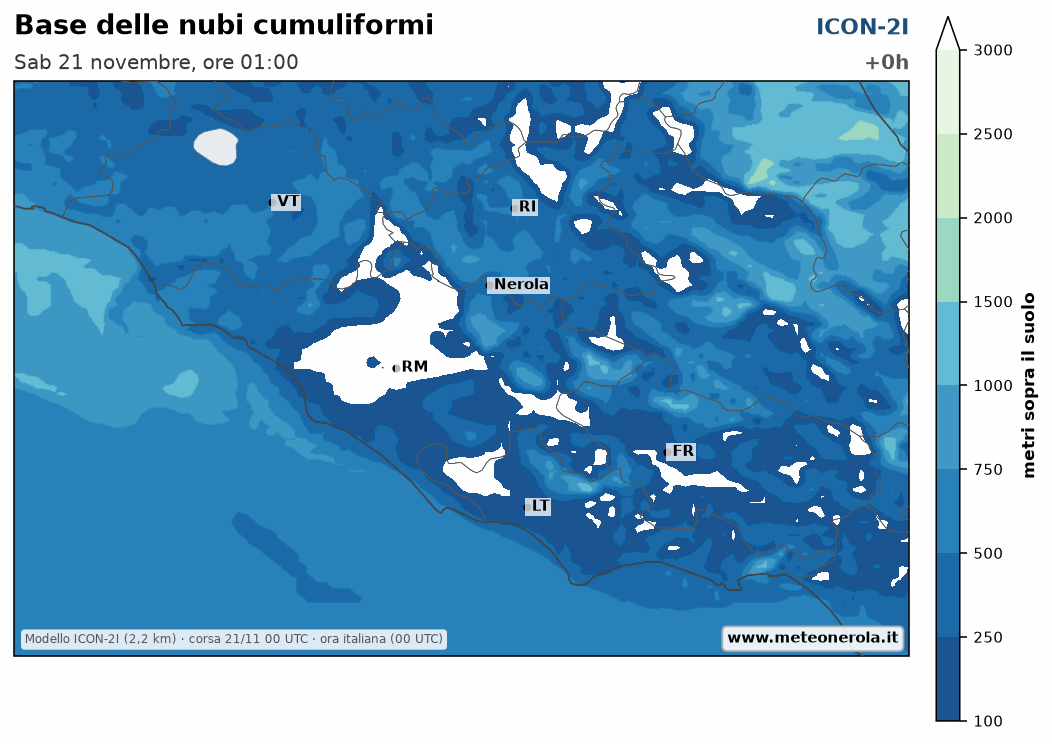 Base delle nubi cumuliformi
ICON-2I
Sab 21 novembre, ore 01:00
+0h
3000
2500
2000
1500
1000
750
500
250
100
metri sopra il suolo
VT
RI
Nerola
RM
FR
LT
Modello ICON-2I (2,2 km) · corsa 21/11 00 UTC · ora italiana (00 UTC)
www.meteonerola.it